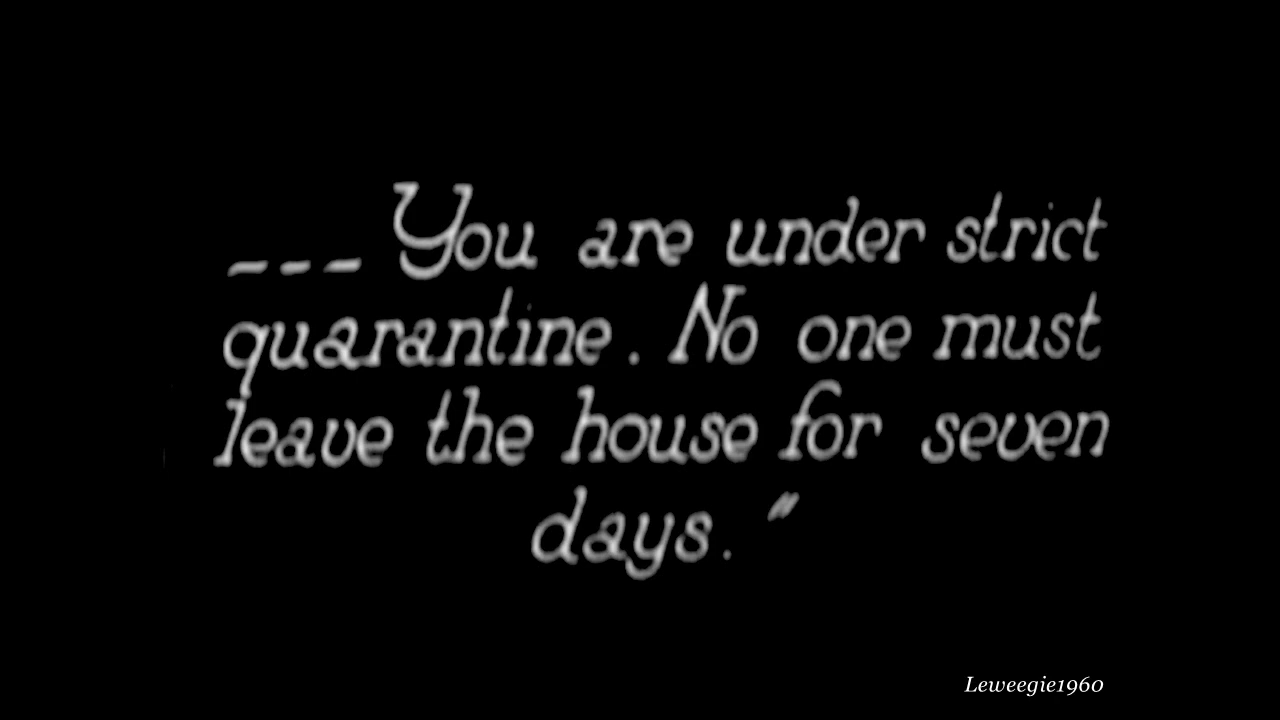 --- You are under strict
quarantine. No one must
leave the house for seven
days."
Leweegie1960